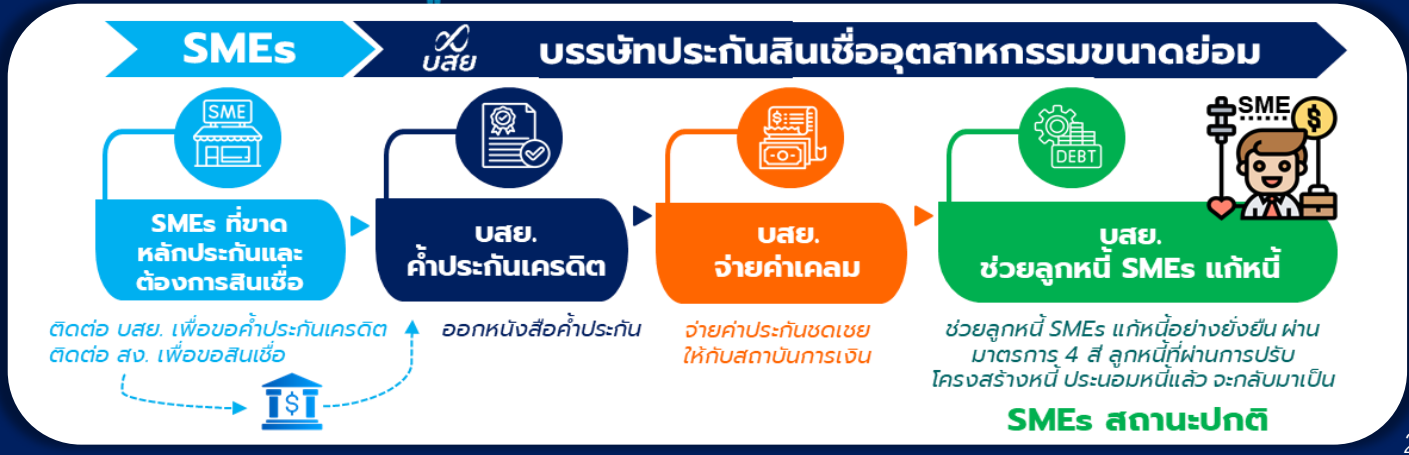 SMEs
บสย
บรรษัทประกันสินเชื่ออุตสาหกรรมขนาดย่อม
SME
SMEs ที่ขาด
หลักประกันและ
ต้องการสินเชื่อ
ติดต่อ บสย. เพื่อขอค้ำประกันเครดิต
ติดต่อ สง. เพื่อขอสินเชื่อ
$
บสย.
ค้ำประกันเครดิต
ออกหนังสือค้ำประกัน
$
บสย.
จ่ายค่าเคลม
จ่ายค่าประกันชดเชย
ให้กับสถาบันการเงิน
DEBT
SME
$
บสย.
ช่วยลูกหนี้ SMEs แก้หนี้
ช่วยลูกหนี้ SMEs แก้หนี้อย่างยั่งยืน ผ่าน
มาตรการ 4 สี ลูกหนี้ที่ผ่านการปรับ
โครงสร้างหนี้ ประนอมหนี้แล้ว จะกลับมาเป็น
SMEs สถานะปกติ
2